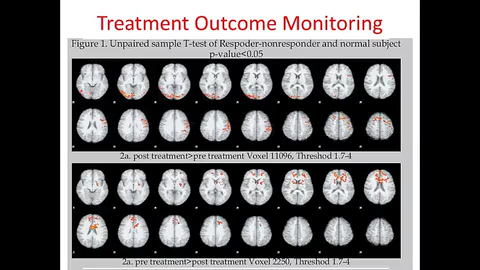 Treatment Outcome Monitoring
Figure 1. Unpaired sample T-test of Respoder-nonresponder and normal subject
p-value<0.05
2a. post treatment>pre treatment Voxel 11096, Threshod 1.7-4
2a. pre treatment>post treatment Voxel 2250, Threshold 1.7-4